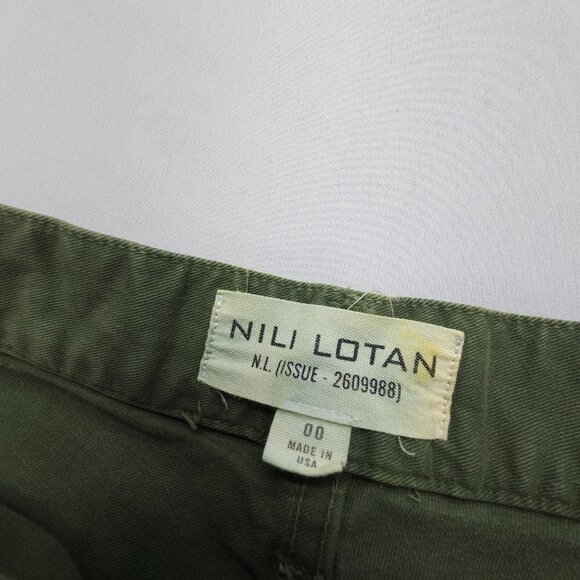 NILI LOTAN
N.L. (ISSUE - 2609988)
00
MADE IN
USA